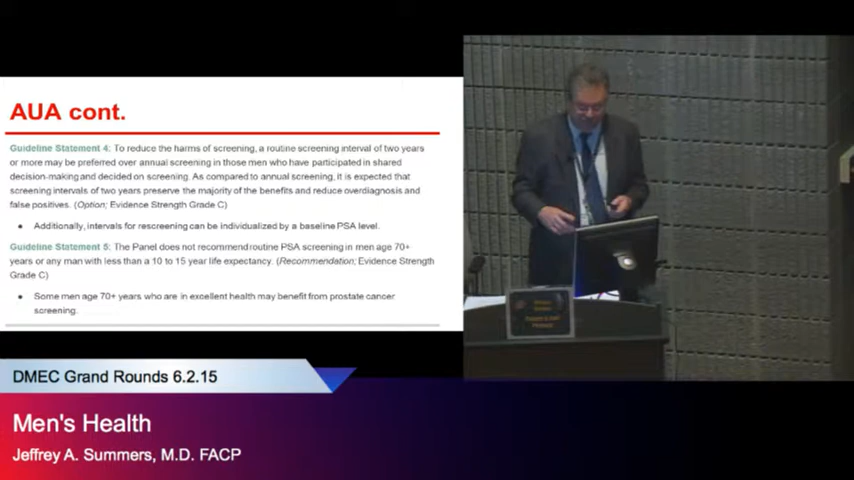 AUA cont.
Guideline Statement 4: To reduce the harms of screening, a routine screening interval of two years
or more may be preferred over annual screening in those men who have participated in shared
decision-making and decided on screening. As compared to annual screening, it is expected that
screening intervals of two years preserve the majority of the benefits and reduce overdiagnosis and
false positives. (Option; Evidence Strength Grade C)
• Additionally, intervals for rescreening can be individualized by a baseline PSA level.
Guideline Statement 5: The Panel does not recommend routine PSA screening in men age 70+
years or any man with less than a 10 to 15 year life expectancy. (Recommendation; Evidence Strength
Grade C)
• Some men age 70+ years who are in excellent health may benefit from prostate cancer
screening.
DMEC Grand Rounds 6.2.15
Men's Health
Jeffrey A. Summers, M.D. FACP